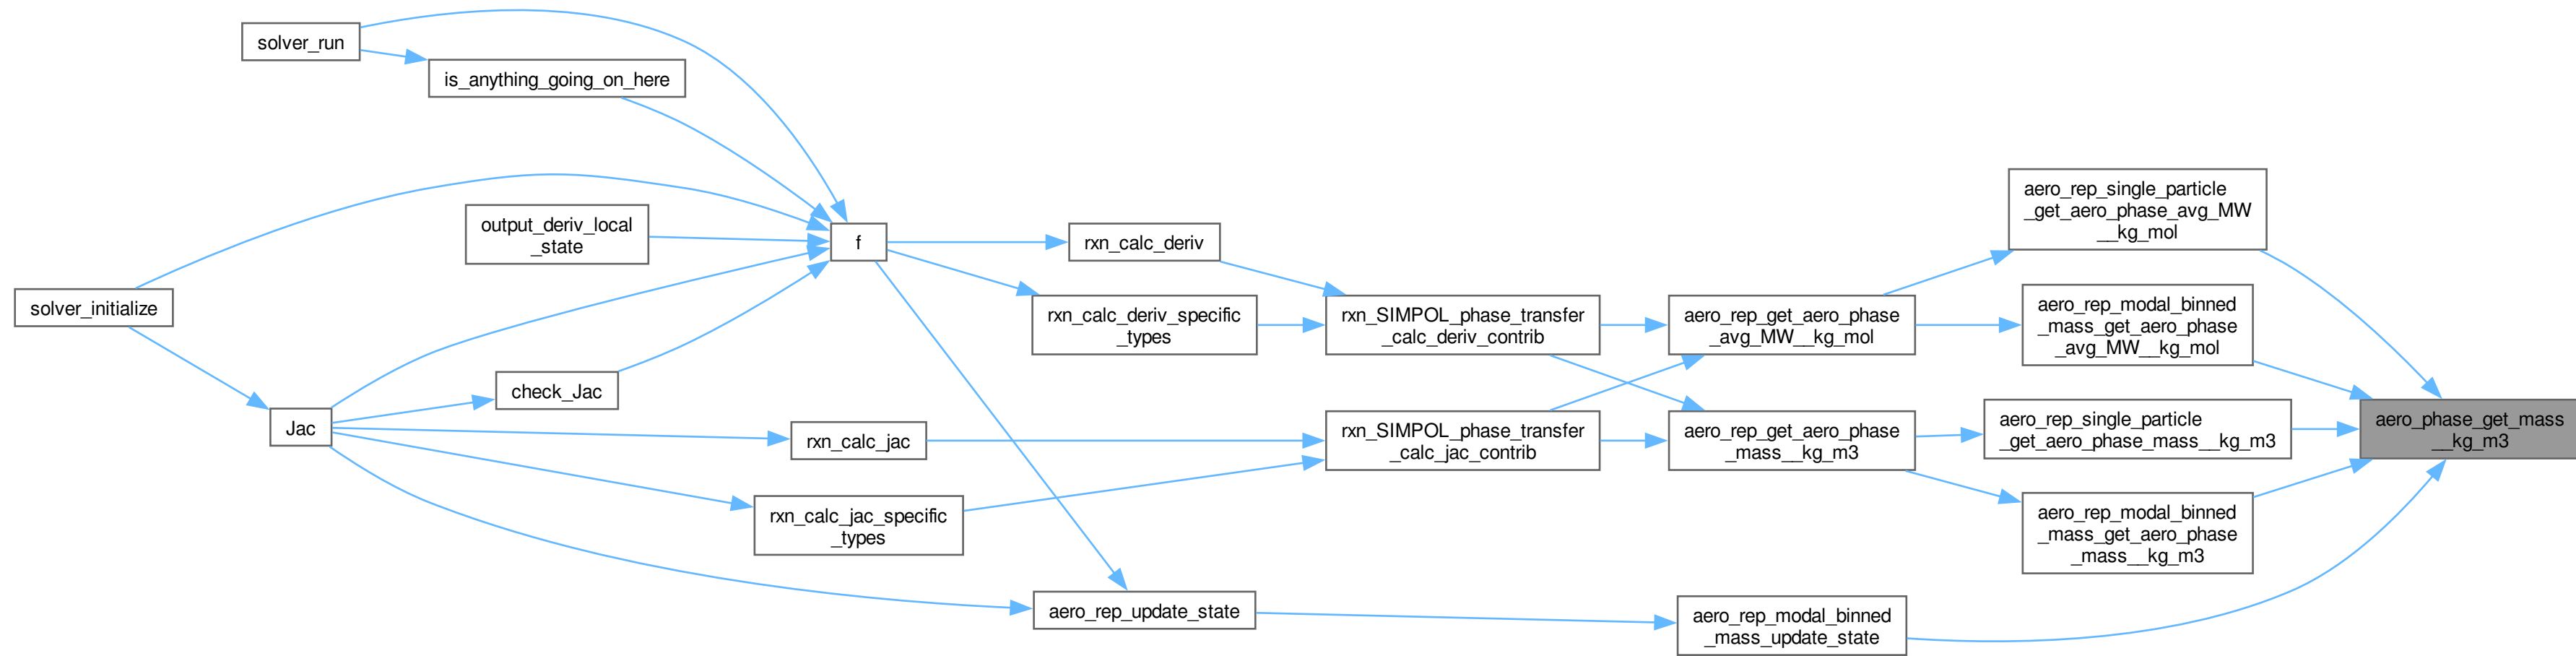 solver_run
is_anything_going_on_here
solver_initialize
output_deriv_local
_state
Jac
check_Jac
f
rxn_calc_jac
rxn_calc_jac_specific
_types
rxn_calc_deriv
rxn_calc_deriv_specific
_types
aero_rep_update_state
rxn_SIMPOL_phase_transfer
_calc_deriv_contrib
rxn_SIMPOL_phase_transfer
_calc_jac_contrib
aero_rep_get_aero_phase
_avg_MW__kg_mol
aero_rep_get_aero_phase
_mass__kg_m3
aero_rep_modal_binned
_mass_update_state
aero_rep_single_particle
_get_aero_phase_avg_MW
__kg_mol
aero_rep_modal_binned
_mass_get_aero_phase
_avg_MW__kg_mol
aero_rep_single_particle
_get_aero_phase_mass__kg_m3
aero_rep_modal_binned
_mass_get_aero_phase
_mass__kg_m3
aero_phase_get_mass
__kg_m3